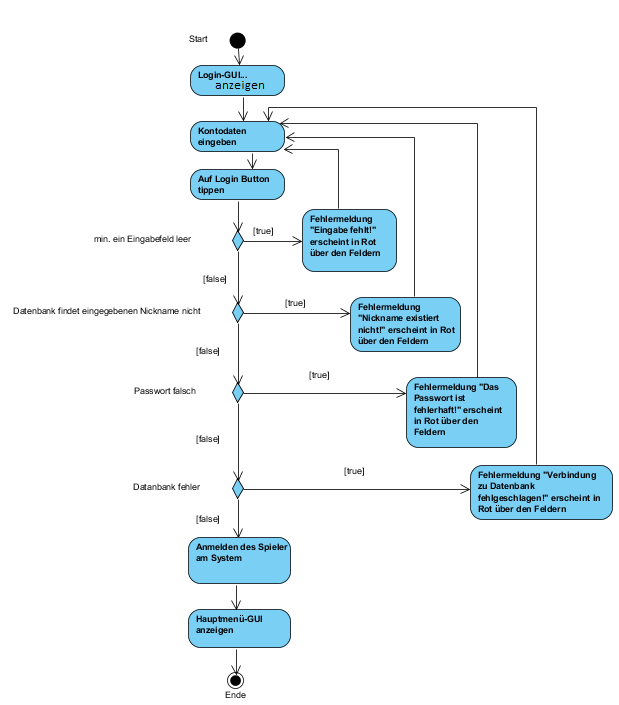 Start
Login-GUI...
anzeigen
Kontodaten
eingeben
Auf Login Button
tippen
min. ein Eingabefeld leer
[true]
Fehlermeldung
"Eingabe fehlt!"
erscheint in Rot
über den Feldern
[false]
Datenbank findet eingegebenen Nickname nicht
[true]
Fehlermeldung
"Nickname existiert
nicht!" erscheint in Rot
über den Feldern
[false]
Passwort falsch
[true]
Fehlermeldung "Das
Passwort ist
fehlerhaft!" erscheint
in Rot über den
Feldern
[false]
Datanbank fehler
[true]
Fehlermeldung "Verbindung
zu Datenbank
fehlgeschlagen!" erscheint in
Rot über den Feldern
[false]
Anmelden des Spieler
am System
Hauptmenü-GUI
anzeigen
Ende